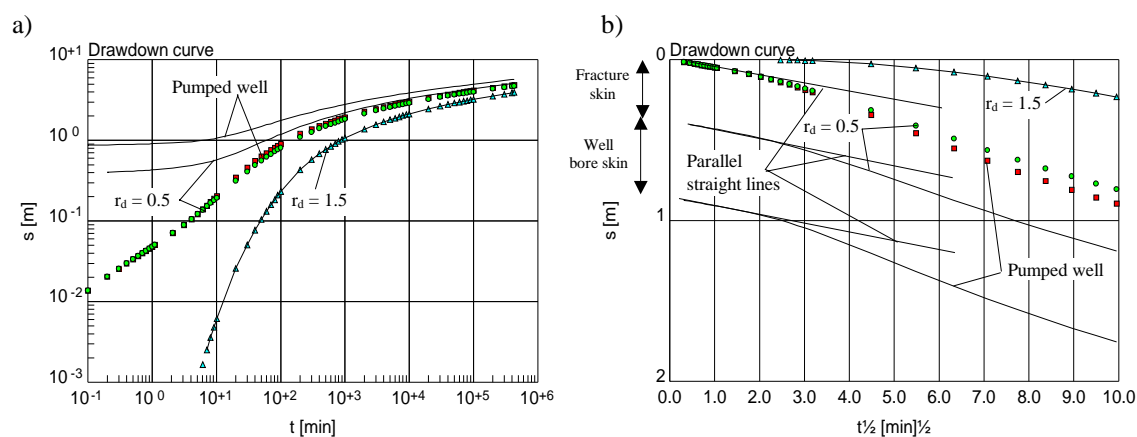 a)
Drawdown curve
10+1
10 0
10-1
10-2
10-3
s [m]
Pumped well
rd = 0.5
rd = 1.5
10-1
10 0
10+1
10+2
10+3
10+4
10+5
10+6
t [min]
b)
Drawdown curve
0
1
2
s [m]
Fracture
skin
Well
bore skin
rd = 1.5
rd = 0.5
Parallel
straight lines
Pumped well
0.0
1.0
2.0
3.0
4.0
5.0
6.0
7.0
8.0
9.0
10.0
t½ [min]½